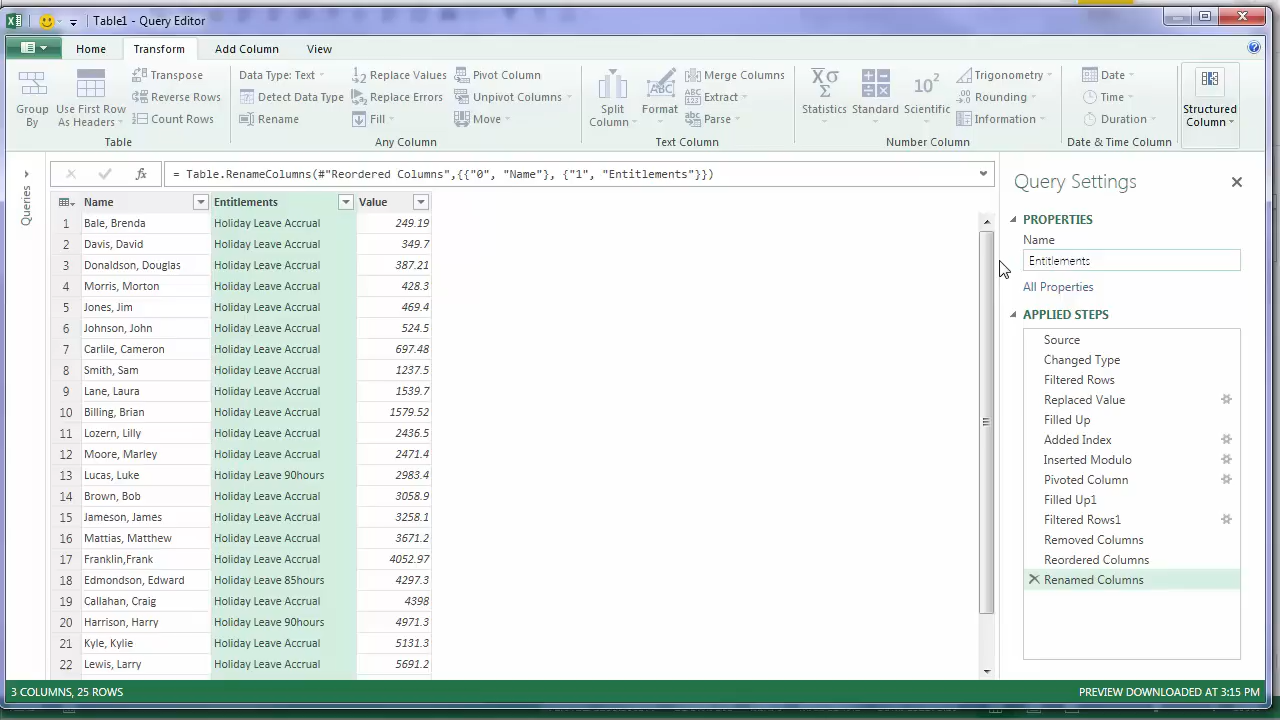 Table1 - Query Editor
Home Transform Add Column View
Group By
Use First Row As Headers
Transpose
Reverse Rows
Count Rows
Table
Data Type: Text
Detect Data Type
Rename
Replace Values
Replace Errors
Fill
Pivot Column
Unpivot Columns
Move
Any Column
Split Column
Format
Merge Columns
Extract
Parse
Text Column
Statistics
Standard
Scientific
Trigonometry
Rounding
Information
Number Column
Date
Time
Duration
Date & Time Column
Structured Column
Queries
= Table.RenameColumns(#"Reordered Columns",{{"0", "Name"}, {"1", "Entitlements"}})
Name Entitlements Value
1 Bale, Brenda Holiday Leave Accrual 249.19
2 Davis, David Holiday Leave Accrual 349.7
3 Donaldson, Douglas Holiday Leave Accrual 387.21
4 Morris, Morton Holiday Leave Accrual 428.3
5 Jones, Jim Holiday Leave Accrual 469.4
6 Johnson, John Holiday Leave Accrual 524.5
7 Carlile, Cameron Holiday Leave Accrual 697.48
8 Smith, Sam Holiday Leave Accrual 1237.5
9 Lane, Laura Holiday Leave Accrual 1539.7
10 Billing, Brian Holiday Leave Accrual 1579.52
11 Lozern, Lilly Holiday Leave Accrual 2436.5
12 Moore, Marley Holiday Leave Accrual 2471.4
13 Lucas, Luke Holiday Leave 90hours 2983.4
14 Brown, Bob Holiday Leave Accrual 3058.9
15 Jameson, James Holiday Leave Accrual 3258.1
16 Mattias, Matthew Holiday Leave Accrual 3671.2
17 Franklin,Frank Holiday Leave Accrual 4052.97
18 Edmondson, Edward Holiday Leave 85hours 4297.3
19 Callahan, Craig Holiday Leave Accrual 4398
20 Harrison, Harry Holiday Leave 90hours 4971.3
21 Kyle, Kylie Holiday Leave Accrual 5131.3
22 Lewis, Larry Holiday Leave Accrual 5691.2
Query Settings
PROPERTIES
Name
Entitlements
All Properties
APPLIED STEPS
Source
Changed Type
Filtered Rows
Replaced Value
Filled Up
Added Index
Inserted Modulo
Pivoted Column
Filled Up1
Filtered Rows1
Removed Columns
Reordered Columns
Renamed Columns
3 COLUMNS, 25 ROWS
PREVIEW DOWNLOADED AT 3:15 PM